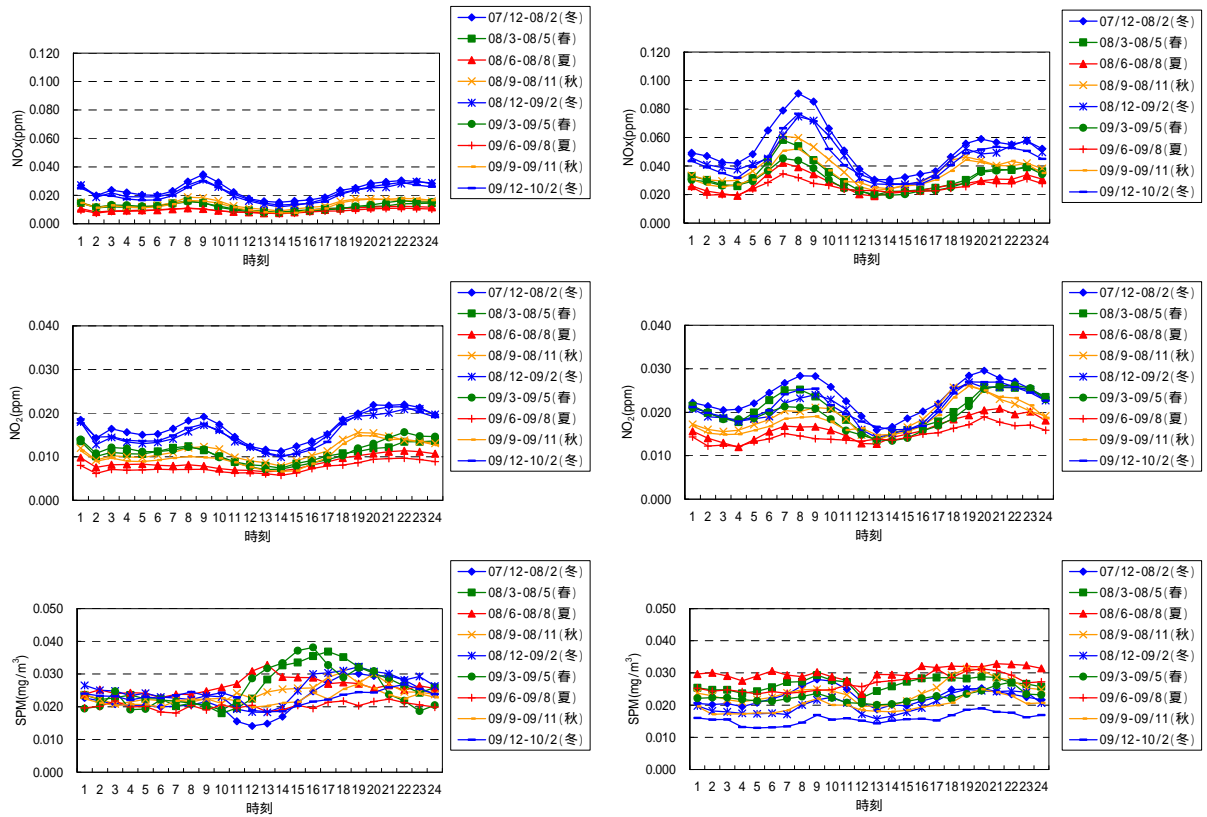 0.120
0.100
0.080
0.060
0.040
0.020
0.000
NOx(ppm)
1 2 3 4 5 6 7 8 9 10 11 12 13 14 15 16 17 18 19 20 21 22 23 24
時刻
07/12-08/2(冬)
08/3-08/5(春)
08/6-08/8(夏)
08/9-08/11(秋)
08/12-09/2(冬)
09/3-09/5(春)
09/6-09/8(夏)
09/9-09/11(秋)
09/12-10/2(冬)
0.120
0.100
0.080
0.060
0.040
0.020
0.000
NOx(ppm)
1 2 3 4 5 6 7 8 9 10 11 12 13 14 15 16 17 18 19 20 21 22 23 24
時刻
07/12-08/2(冬)
08/3-08/5(春)
08/6-08/8(夏)
08/9-08/11(秋)
08/12-09/2(冬)
09/3-09/5(春)
09/6-09/8(夏)
09/9-09/11(秋)
09/12-10/2(冬)
0.040
0.030
0.020
0.010
0.000
NO₂(ppm)
1 2 3 4 5 6 7 8 9 10 11 12 13 14 15 16 17 18 19 20 21 22 23 24
時刻
07/12-08/2(冬)
08/3-08/5(春)
08/6-08/8(夏)
08/9-08/11(秋)
08/12-09/2(冬)
09/3-09/5(春)
09/6-09/8(夏)
09/9-09/11(秋)
09/12-10/2(冬)
0.040
0.030
0.020
0.010
0.000
NO₂(ppm)
1 2 3 4 5 6 7 8 9 10 11 12 13 14 15 16 17 18 19 20 21 22 23 24
時刻
07/12-08/2(冬)
08/3-08/5(春)
08/6-08/8(夏)
08/9-08/11(秋)
08/12-09/2(冬)
09/3-09/5(春)
09/6-09/8(夏)
09/9-09/11(秋)
09/12-10/2(冬)
0.050
0.040
0.030
0.020
0.010
0.000
SPM(mg/m³)
1 2 3 4 5 6 7 8 9 10 11 12 13 14 15 16 17 18 19 20 21 22 23 24
時刻
07/12-08/2(冬)
08/3-08/5(春)
08/6-08/8(夏)
08/9-08/11(秋)
08/12-09/2(冬)
09/3-09/5(春)
09/6-09/8(夏)
09/9-09/11(秋)
09/12-10/2(冬)
0.050
0.040
0.030
0.020
0.010
0.000
SPM(mg/m³)
1 2 3 4 5 6 7 8 9 10 11 12 13 14 15 16 17 18 19 20 21 22 23 24
時刻
07/12-08/2(冬)
08/3-08/5(春)
08/6-08/8(夏)
08/9-08/11(秋)
08/12-09/2(冬)
09/3-09/5(春)
09/6-09/8(夏)
09/9-09/11(秋)
09/12-10/2(冬)